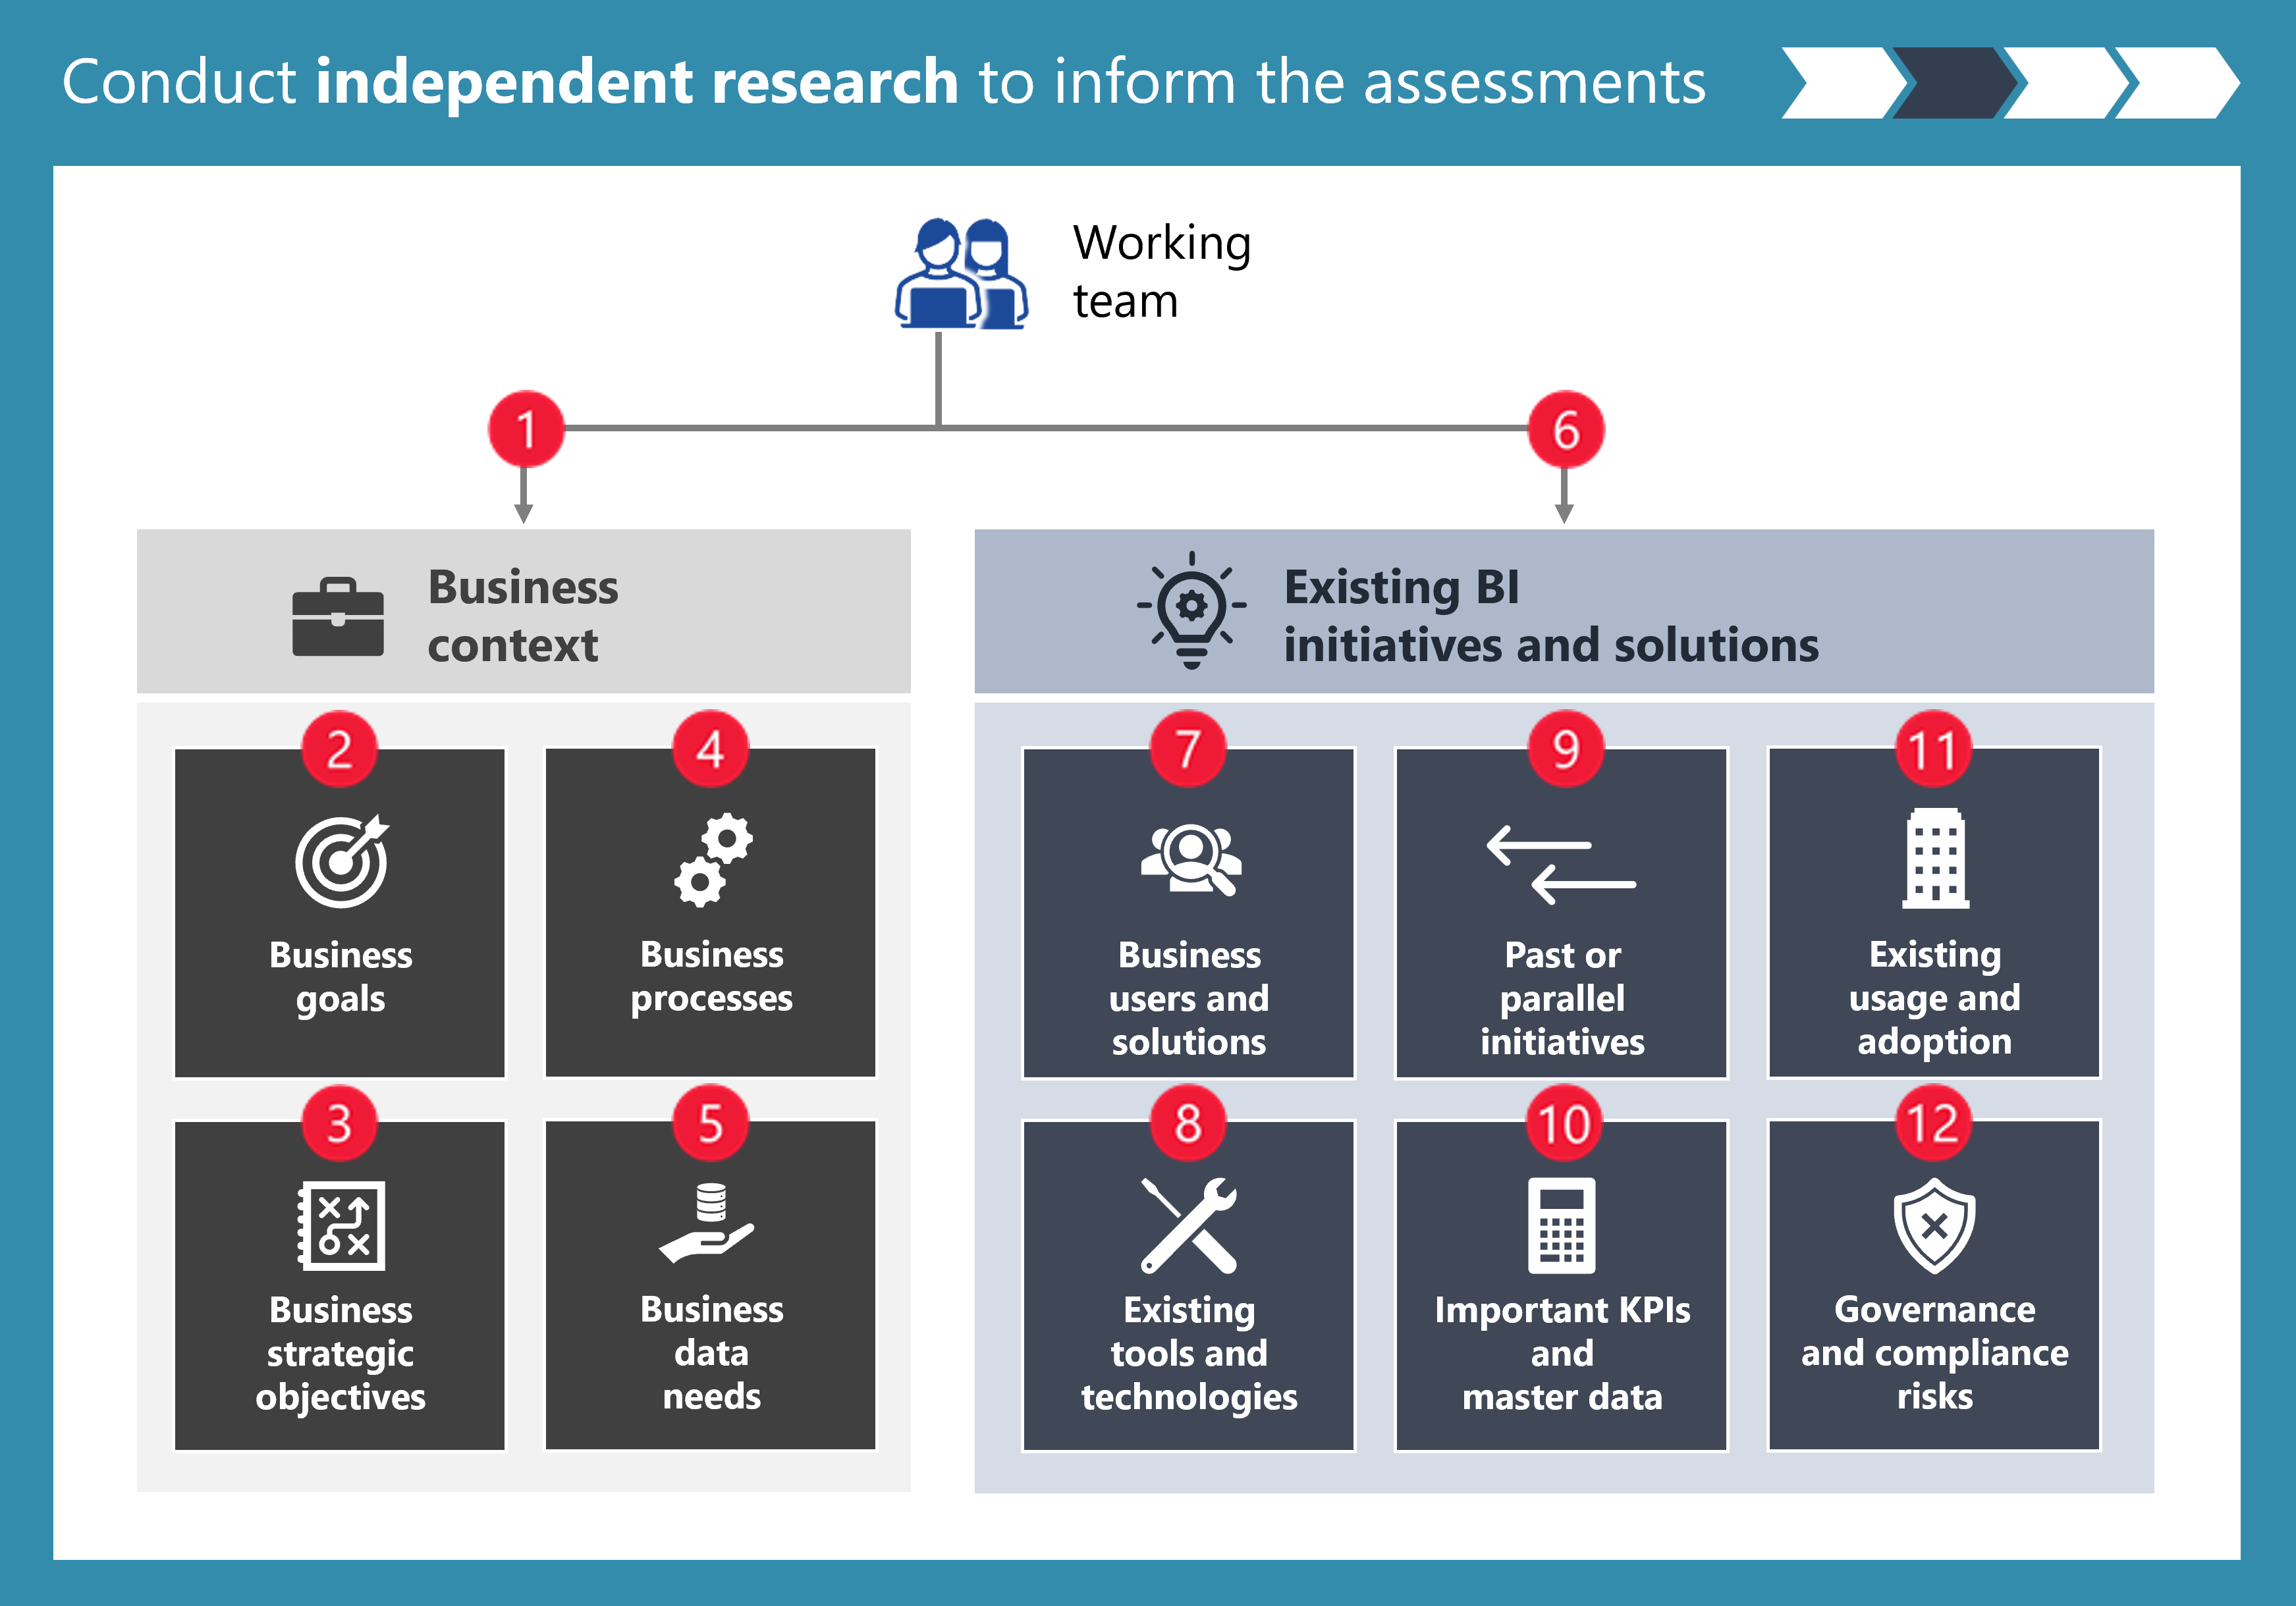 Conduct independent research to inform the assessments
Working
team
1
6
Business
context
Existing BI
initiatives and solutions
2
Business
goals
4
Business
processes
3
Business
strategic
objectives
5
Business
data
needs
7
Business
users and
solutions
9
Past or
parallel
initiatives
11
Existing
usage and
adoption
8
Existing
tools and
technologies
10
Important KPIs
and
master data
12
Governance
and compliance
risks